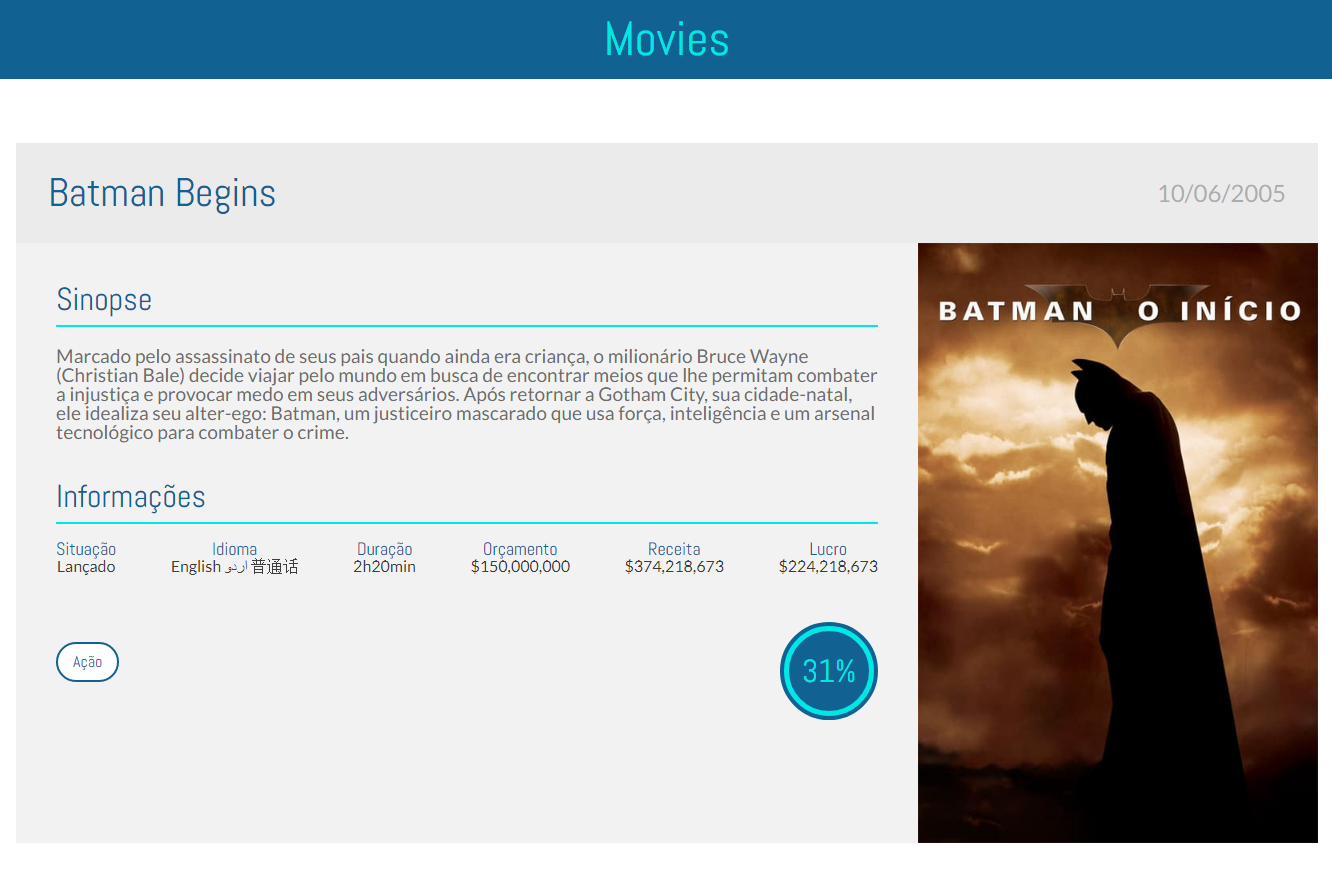 Movies
Batman Begins
10/06/2005
Sinopse
Marcado pelo assassinato de seus pais quando ainda era criança, o milionário Bruce Wayne
(Christian Bale) decide viajar pelo mundo em busca de encontrar meios que lhe permitam combater
a injustiça e provocar medo em seus adversários. Após retornar a Gotham City, sua cidade-natal,
ele idealiza seu alter-ego: Batman, um justiceiro mascarado que usa força, inteligência e um arsenal
tecnológico para combater o crime.
Informações
Situação Idioma Duração Orçamento Receita Lucro
Lançado English اردو 普通话 2h20min $150,000,000 $374,218,673 $224,218,673
Ação
31%
BATMAN O INÍCIO